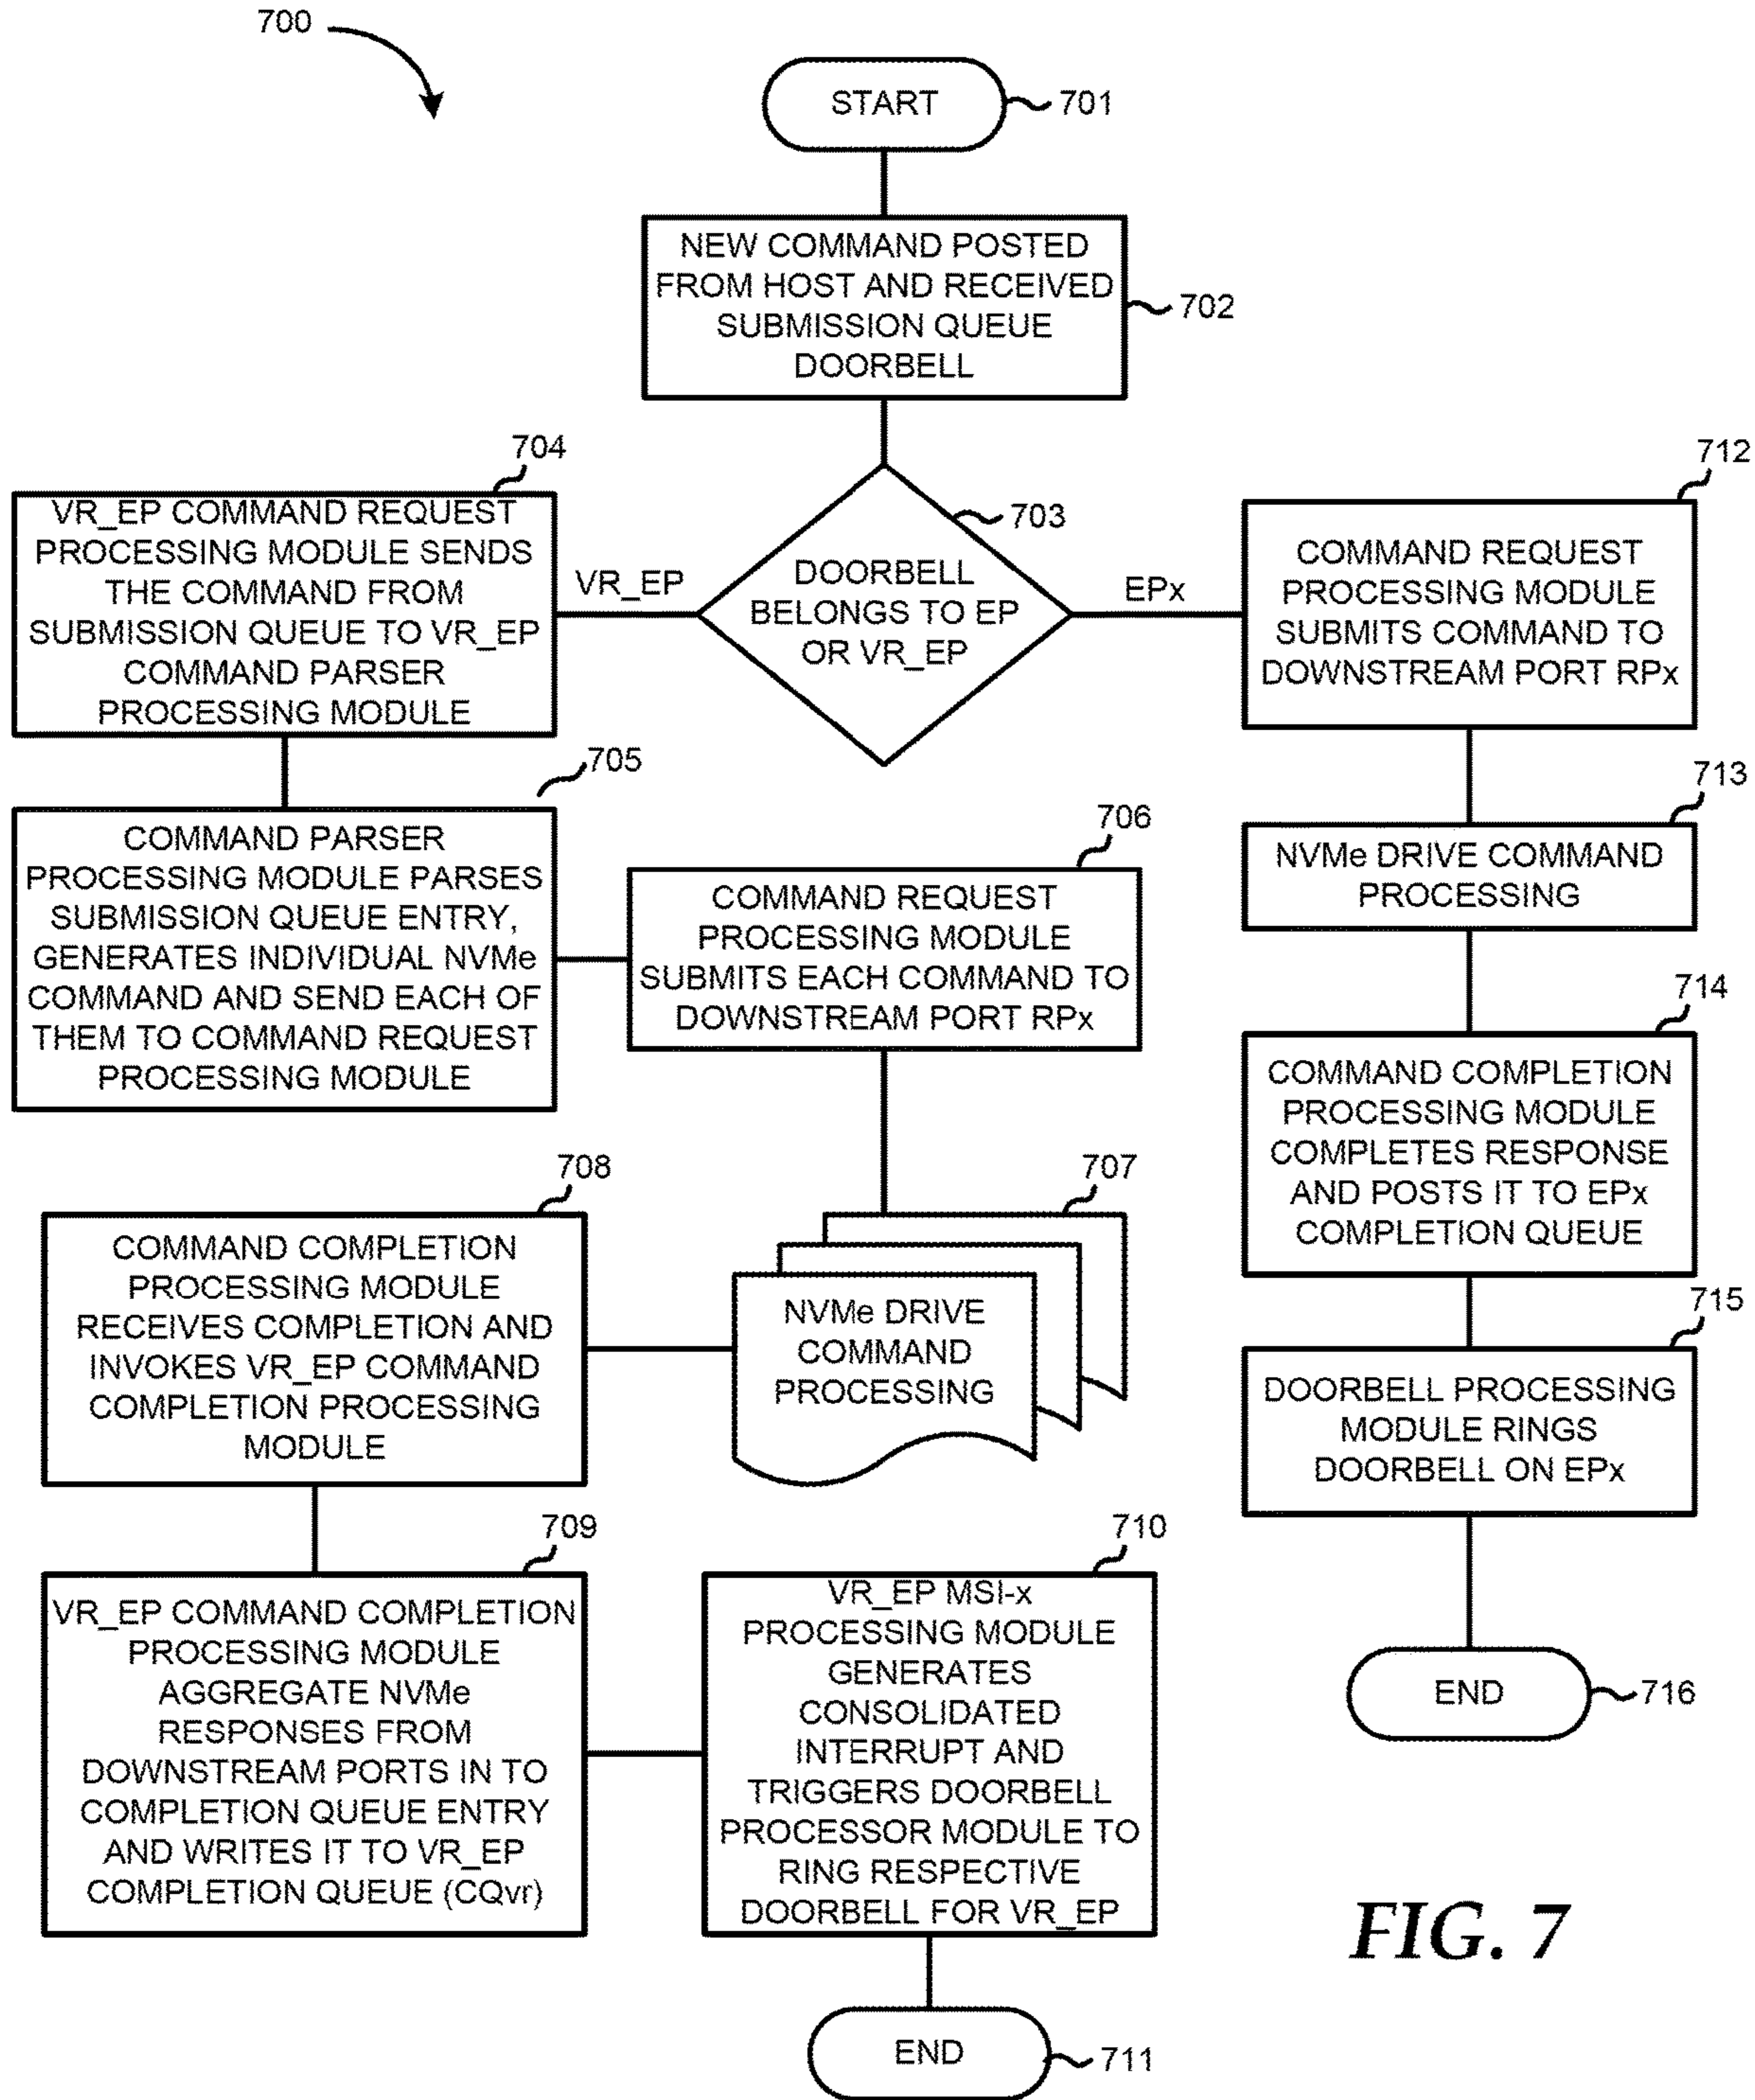 700
START
701
NEW COMMAND POSTED
FROM HOST AND RECEIVED
SUBMISSION QUEUE
DOORBELL
702
703
DOORBELL
BELONGS TO EP
OR VR_EP
VR_EP
EPx
704
VR_EP COMMAND REQUEST
PROCESSING MODULE SENDS
THE COMMAND FROM
SUBMISSION QUEUE TO VR_EP
COMMAND PARSER
PROCESSING MODULE
705
COMMAND PARSER
PROCESSING MODULE PARSES
SUBMISSION QUEUE ENTRY,
GENERATES INDIVIDUAL NVMe
COMMAND AND SEND EACH OF
THEM TO COMMAND REQUEST
PROCESSING MODULE
706
COMMAND REQUEST
PROCESSING MODULE
SUBMITS EACH COMMAND TO
DOWNSTREAM PORT RPx
707
NVMe DRIVE
COMMAND
PROCESSING
708
COMMAND COMPLETION
PROCESSING MODULE
RECEIVES COMPLETION AND
INVOKES VR_EP COMMAND
COMPLETION PROCESSING
MODULE
709
VR_EP COMMAND COMPLETION
PROCESSING MODULE
AGGREGATE NVMe
RESPONSES FROM
DOWNSTREAM PORTS IN TO
COMPLETION QUEUE ENTRY
AND WRITES IT TO VR_EP
COMPLETION QUEUE (CQvr)
710
VR_EP MSI-x
PROCESSING MODULE
GENERATES
CONSOLIDATED
INTERRUPT AND
TRIGGERS DOORBELL
PROCESSOR MODULE TO
RING RESPECTIVE
DOORBELL FOR VR_EP
END
711
712
COMMAND REQUEST
PROCESSING MODULE
SUBMITS COMMAND TO
DOWNSTREAM PORT RPx
713
NVMe DRIVE COMMAND
PROCESSING
714
COMMAND COMPLETION
PROCESSING MODULE
COMPLETES RESPONSE
AND POSTS IT TO EPx
COMPLETION QUEUE
715
DOORBELL PROCESSING
MODULE RINGS
DOORBELL ON EPx
END
716
FIG. 7